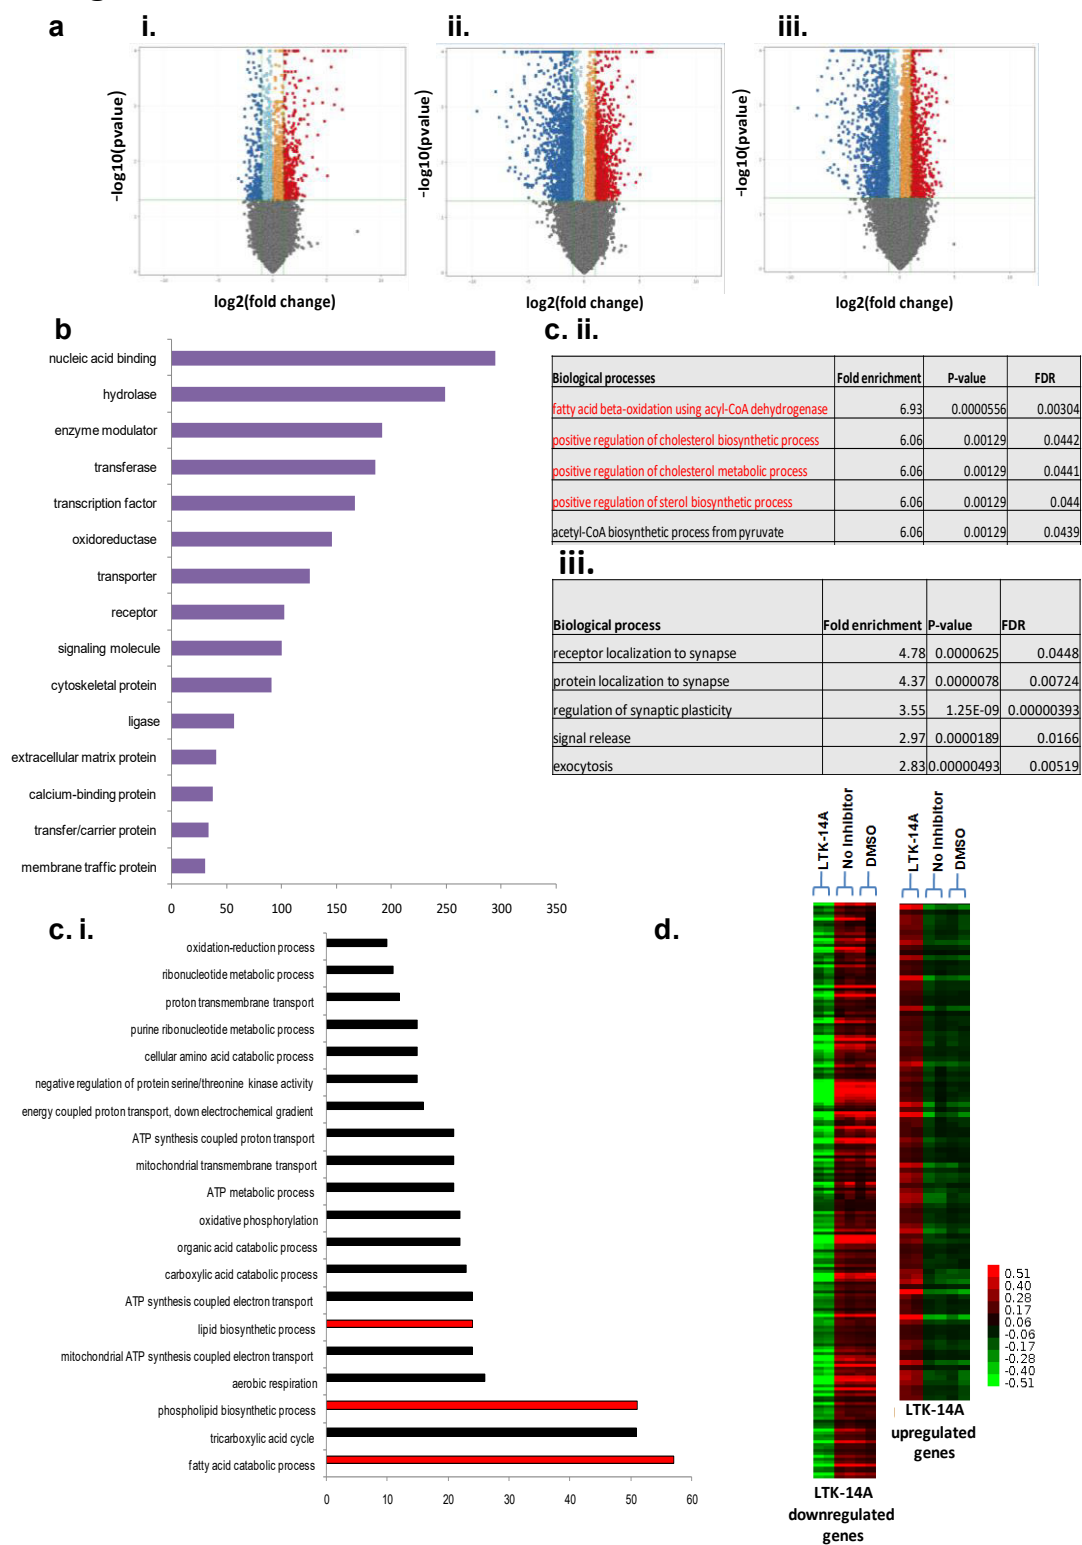 a
i.
ii.
iii.
-log10(pvalue)
-log10(pvalue)
-log10(pvalue)
log2(fold change)
log2(fold change)
log2(fold change)
b
nucleic acid binding
hydrolase
enzyme modulator
transferase
transcription factor
oxidoreductase
transporter
receptor
signaling molecule
cytoskeletal protein
ligase
extracellular matrix protein
calcium-binding protein
transfer/carrier protein
membrane traffic protein
0 50 100 150 200 250 300 350
c. ii.
Biological processes Fold enrichment P-value FDR
fatty acid beta-oxidation using acyl-CoA dehydrogenase 6.93 0.0000556 0.00304
positive regulation of cholesterol biosynthetic process 6.06 0.00129 0.0442
positive regulation of cholesterol metabolic process 6.06 0.00129 0.0441
positive regulation of sterol biosynthetic process 6.06 0.00129 0.044
acetyl-CoA biosynthetic process from pyruvate 6.06 0.00129 0.0439
iii.
Biological process Fold enrichment P-value FDR
receptor localization to synapse 4.78 0.0000625 0.0448
protein localization to synapse 4.37 0.0000078 0.00724
regulation of synaptic plasticity 3.55 1.25E-09 0.00000393
signal release 2.97 0.0000189 0.0166
exocytosis 2.83 0.00000493 0.00519
c. i.
oxidation-reduction process
ribonucleotide metabolic process
proton transmembrane transport
purine ribonucleotide metabolic process
cellular amino acid catabolic process
negative regulation of protein serine/threonine kinase activity
energy coupled proton transport, down electrochemical gradient
ATP synthesis coupled proton transport
mitochondrial transmembrane transport
ATP metabolic process
oxidative phosphorylation
organic acid catabolic process
carboxylic acid catabolic process
ATP synthesis coupled electron transport
lipid biosynthetic process
mitochondrial ATP synthesis coupled electron transport
aerobic respiration
phospholipid biosynthetic process
tricarboxylic acid cycle
fatty acid catabolic process
0 10 20 30 40 50 60
d.
LTK-14A
No Inhibitor
DMSO
LTK-14A
No Inhibitor
DMSO
0.51
0.40
0.28
0.17
0.06
-0.06
-0.17
-0.28
-0.40
-0.51
LTK-14A
upregulated
genes
LTK-14A
downregulated
genes